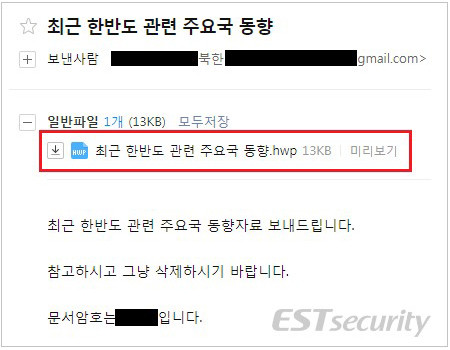 최근 한반도 관련 주요국 동향
보낸사람 북한 gmail.com>
일반파일 1개 (13KB) 모두저장
HWP 최근 한반도 관련 주요국 동향.hwp 13KB 미리보기
최근 한반도 관련 주요국 동향자료 보내드립니다.
참고하시고 그냥 삭제하시기 바랍니다.
문서암호는 입니다.
ESTsecurity